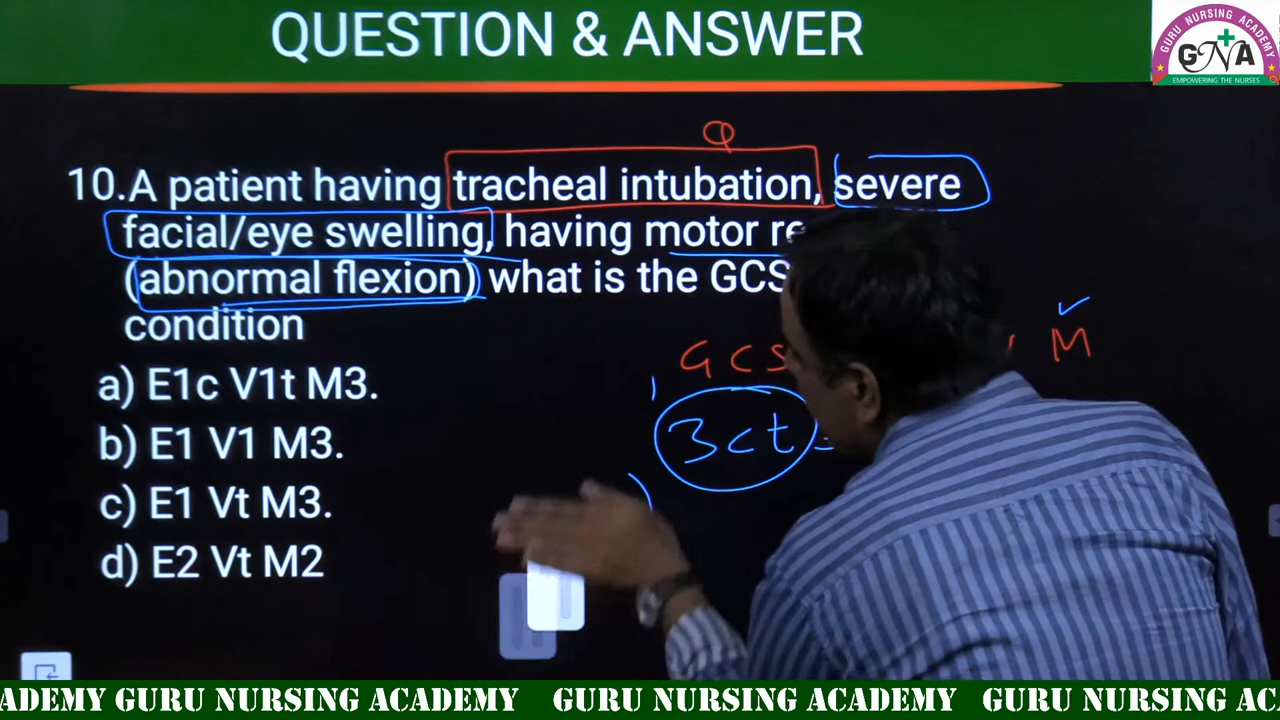 QUESTION & ANSWER
GURU NURSING ACADEMY
GNA
EMPOWERING THE NURSES
10.A patient having tracheal intubation, severe
facial/eye swelling, having motor
(abnormal flexion) what is the GCS
condition
a) E1c V1t M3.
b) E1 V1 M3.
c) E1 Vt M3.
d) E2 Vt M2
GCS M
3ct =
ADEMY GURU NURSING ACADEMY GURU NURSING ACADEMY GURU NURSING AC